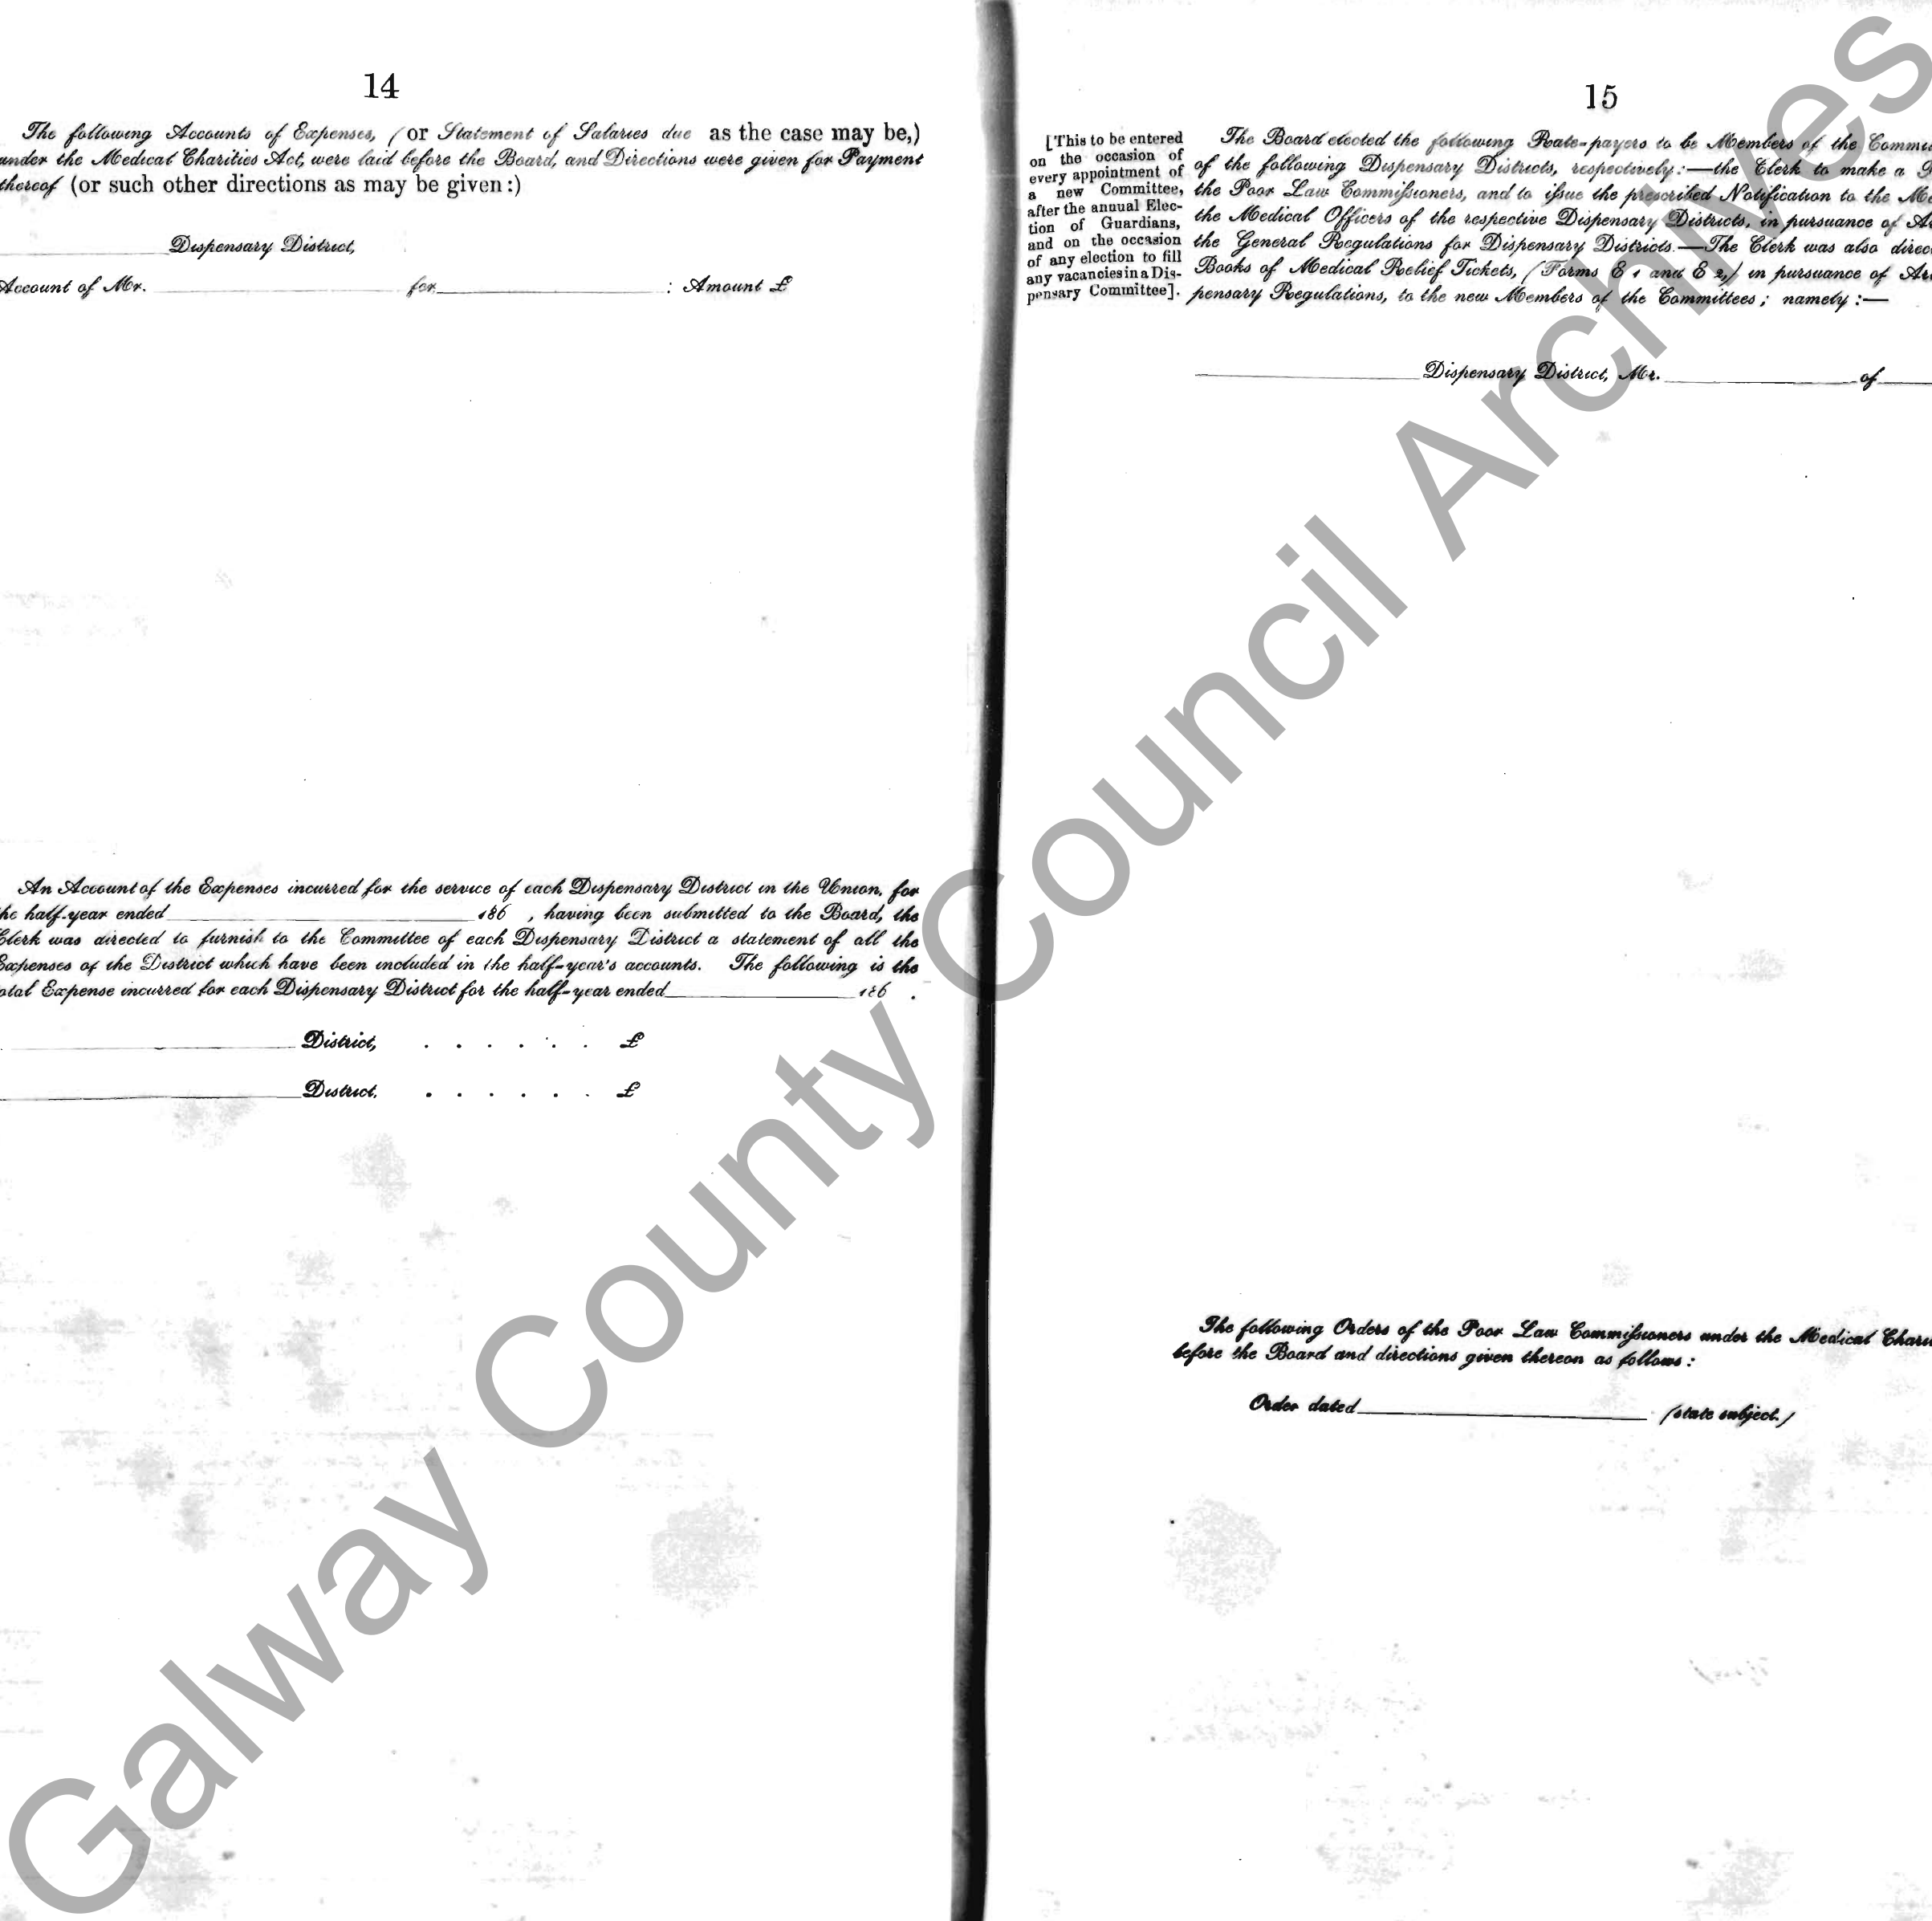 14
The following Accounts of Expenses, (or Statement of Salaries due as the case may be,)
under the Medical Charities Act, were laid before the Board, and Directions were given for Payment
thereof (or such other directions as may be given:)
Dispensary District,
Account of Mr. for : Amount £
An Account of the Expenses incurred for the service of each Dispensary District in the Union, for
the half-year ended 186 , having been submitted to the Board, the
Clerk was directed to furnish to the Committee of each Dispensary District a statement of all the
Expenses of the District which have been included in the half-year's accounts. The following is the
total Expense incurred for each Dispensary District for the half-year ended 186 .
District, . . . . . . £
District. . . . . . . £
15
[This to be entered
on the occasion of
every appointment of
a new Committee,
after the annual Elec-
tion of Guardians,
and on the occasion
of any election to fill
any vacancies in a Dis-
pensary Committee].
The Board elected the following Rate-payers to be Members of the
of the following Dispensary Districts, respectively:—the Clerk to make a
the Poor Law Commissioners, and to issue the prescribed Notification to the
the Medical Officers of the respective Dispensary Districts, in pursuance of
the General Regulations for Dispensary Districts.—The Clerk was also
Books of Medical Relief Tickets, (Forms E 1 and E 2,) in pursuance of
pensary Regulations, to the new Members of the Committees; namely:—
Dispensary District, Mr. of
The following Orders of the Poor Law Commissioners under the Medical
before the Board and directions given thereon as follows:
Order dated (state subject.)
Galway County Council Archives